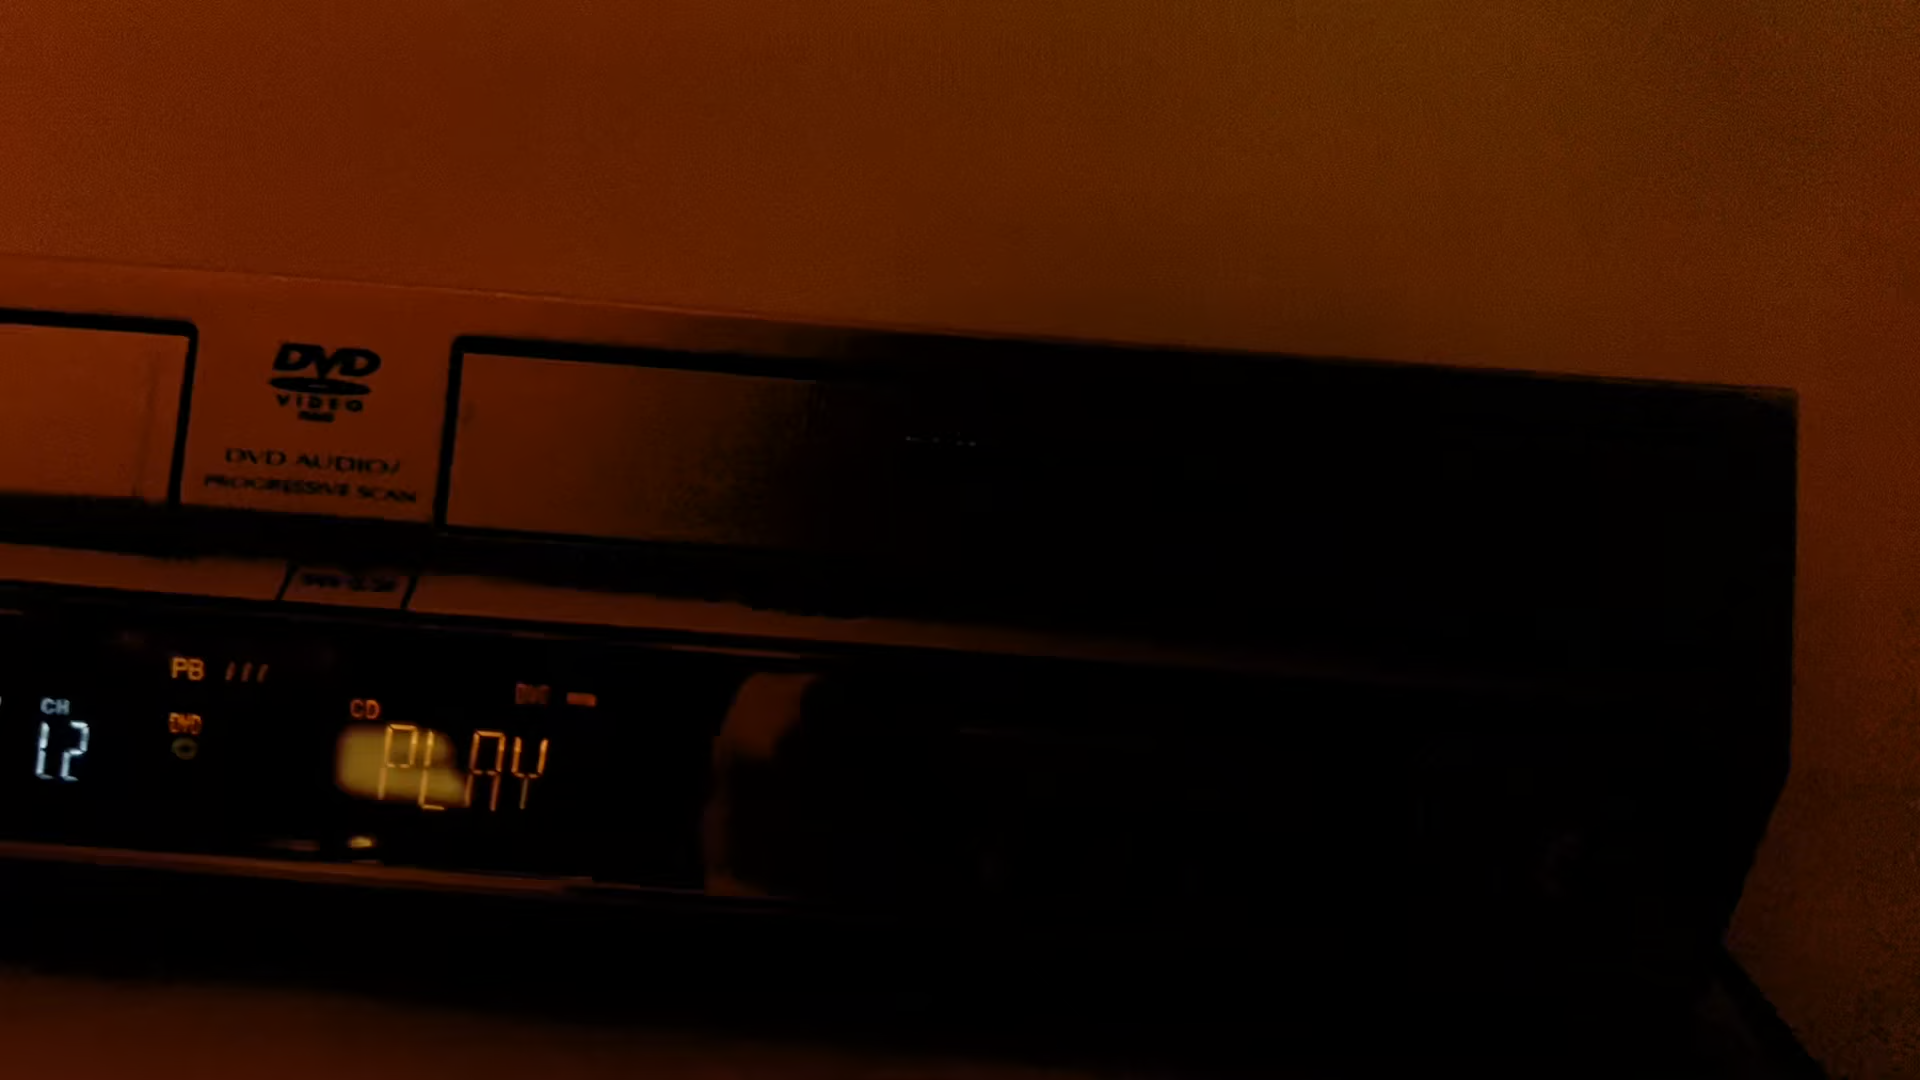 DVD
VIDEO
DVD AUDIO/
PROGRESSIVE SCAN
PB
CH
12
DVD
CD
PLAY